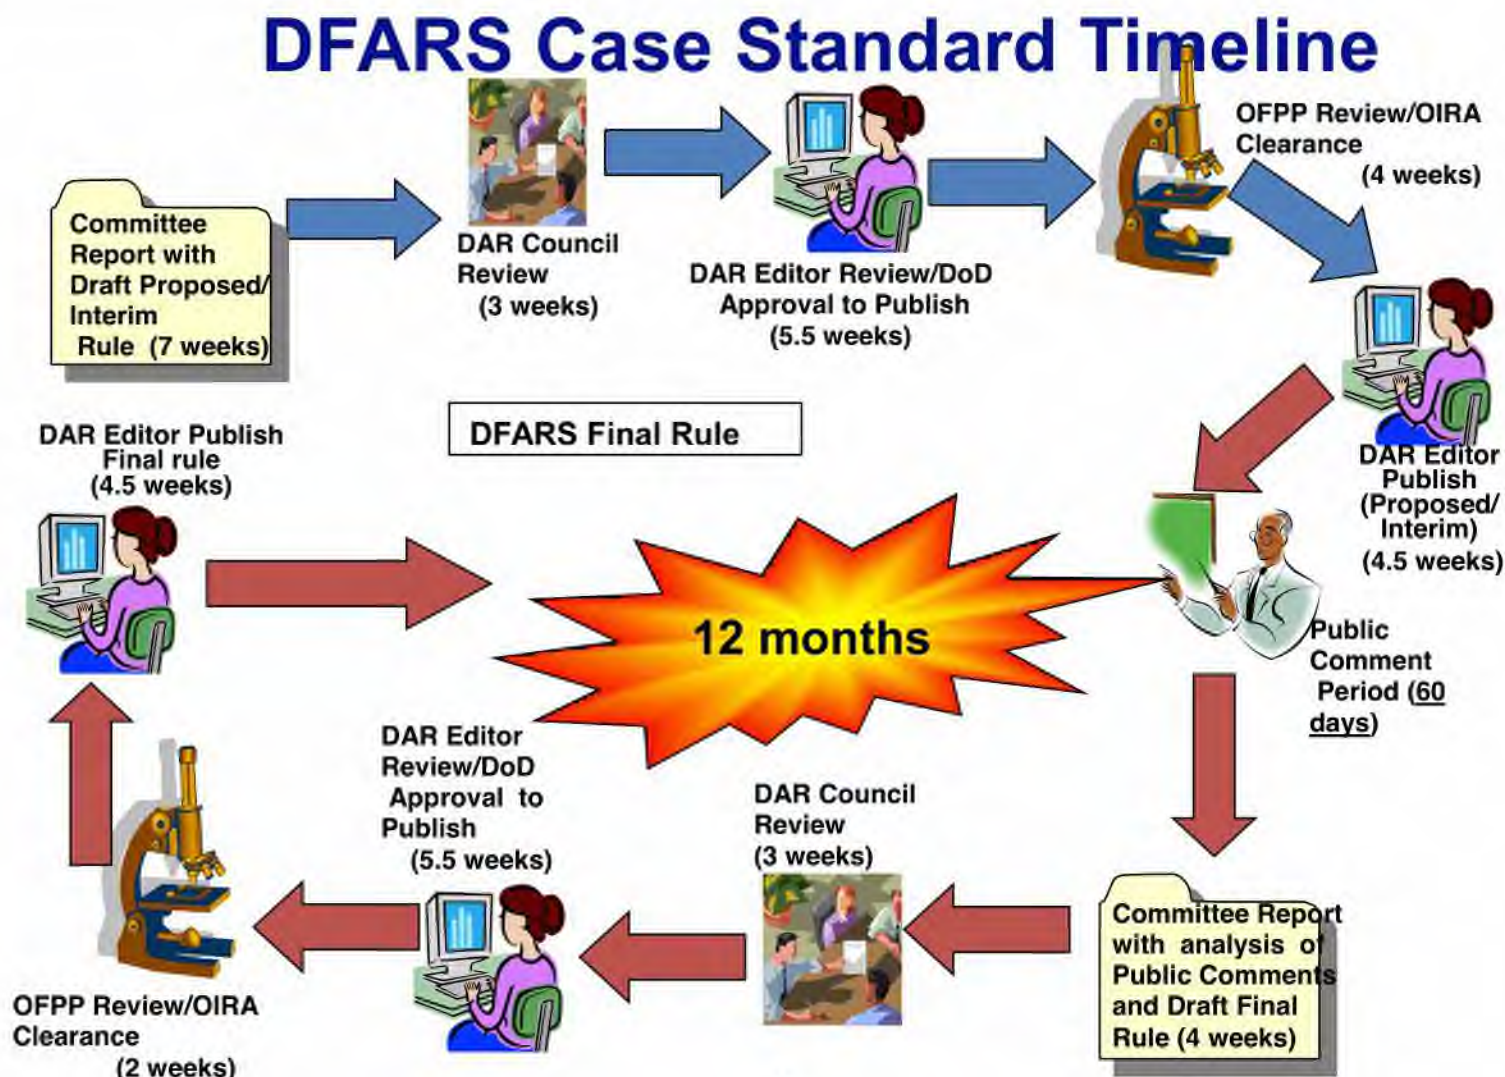 DFARS Case Standard Timeline
Committee
Report with
Draft Proposed/
Interim
Rule (7 weeks)
DAR Council
Review
(3 weeks)
DAR Editor Review/DoD
Approval to Publish
(5.5 weeks)
OFPP Review/OIRA
Clearance
(4 weeks)
DAR Editor
Publish
(Proposed/
Interim)
(4.5 weeks)
Public
Comment
Period (60
days)
Committee Report
with analysis of
Public Comments
and Draft Final
Rule (4 weeks)
DAR Council
Review
(3 weeks)
DAR Editor
Review/DoD
Approval to
Publish
(5.5 weeks)
OFPP Review/OIRA
Clearance
(2 weeks)
DAR Editor Publish
Final rule
(4.5 weeks)
DFARS Final Rule
12 months